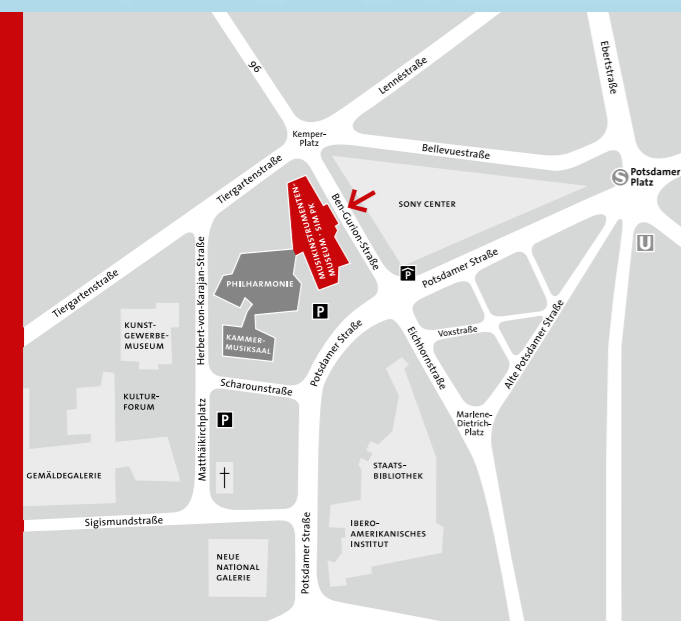 96
Lennéstraße
Ebertstraße
Kemper-
Platz
Bellevuestraße
Tiergartenstraße
S Potsdamer
Platz
MUSIKINSTRUMENTEN-
MUSEUM · SIM PK
Ben-Gurion-Straße
SONY CENTER
U
Herbert-von-Karajan-Straße
Potsdamer Straße
P
PHILHARMONIE
Tiergartenstraße
P
KUNST-
GEWERBE-
MUSEUM
KAMMER-
MUSIKSAAL
Potsdamer Straße
Eichhornstraße
Voxstraße
Alte Potsdamer Straße
Scharounstraße
KULTUR-
FORUM
Matthäikirchplatz
P
Marlene-
Dietrich-
Platz
GEMÄLDEGALERIE
STAATS-
BIBLIOTHEK
Sigismundstraße
Potsdamer Straße
IBERO-
AMERIKANISCHES
INSTITUT
NEUE
NATIONAL
GALERIE